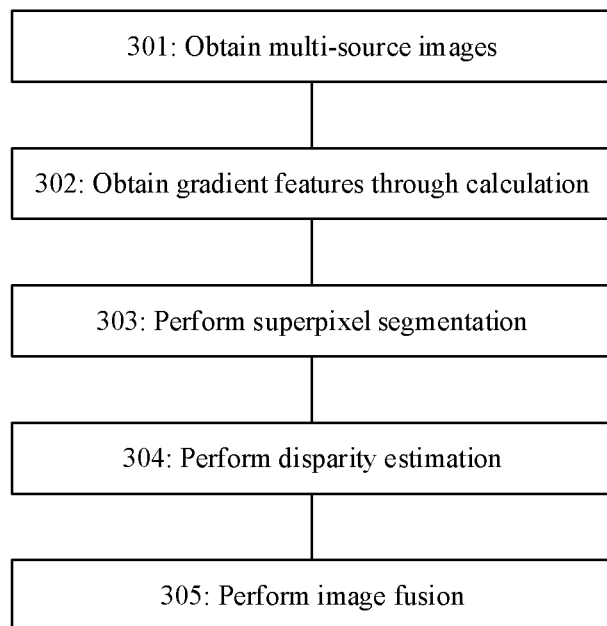 301: Obtain multi-source images
302: Obtain gradient features through calculation
303: Perform superpixel segmentation
304: Perform disparity estimation
305: Perform image fusion